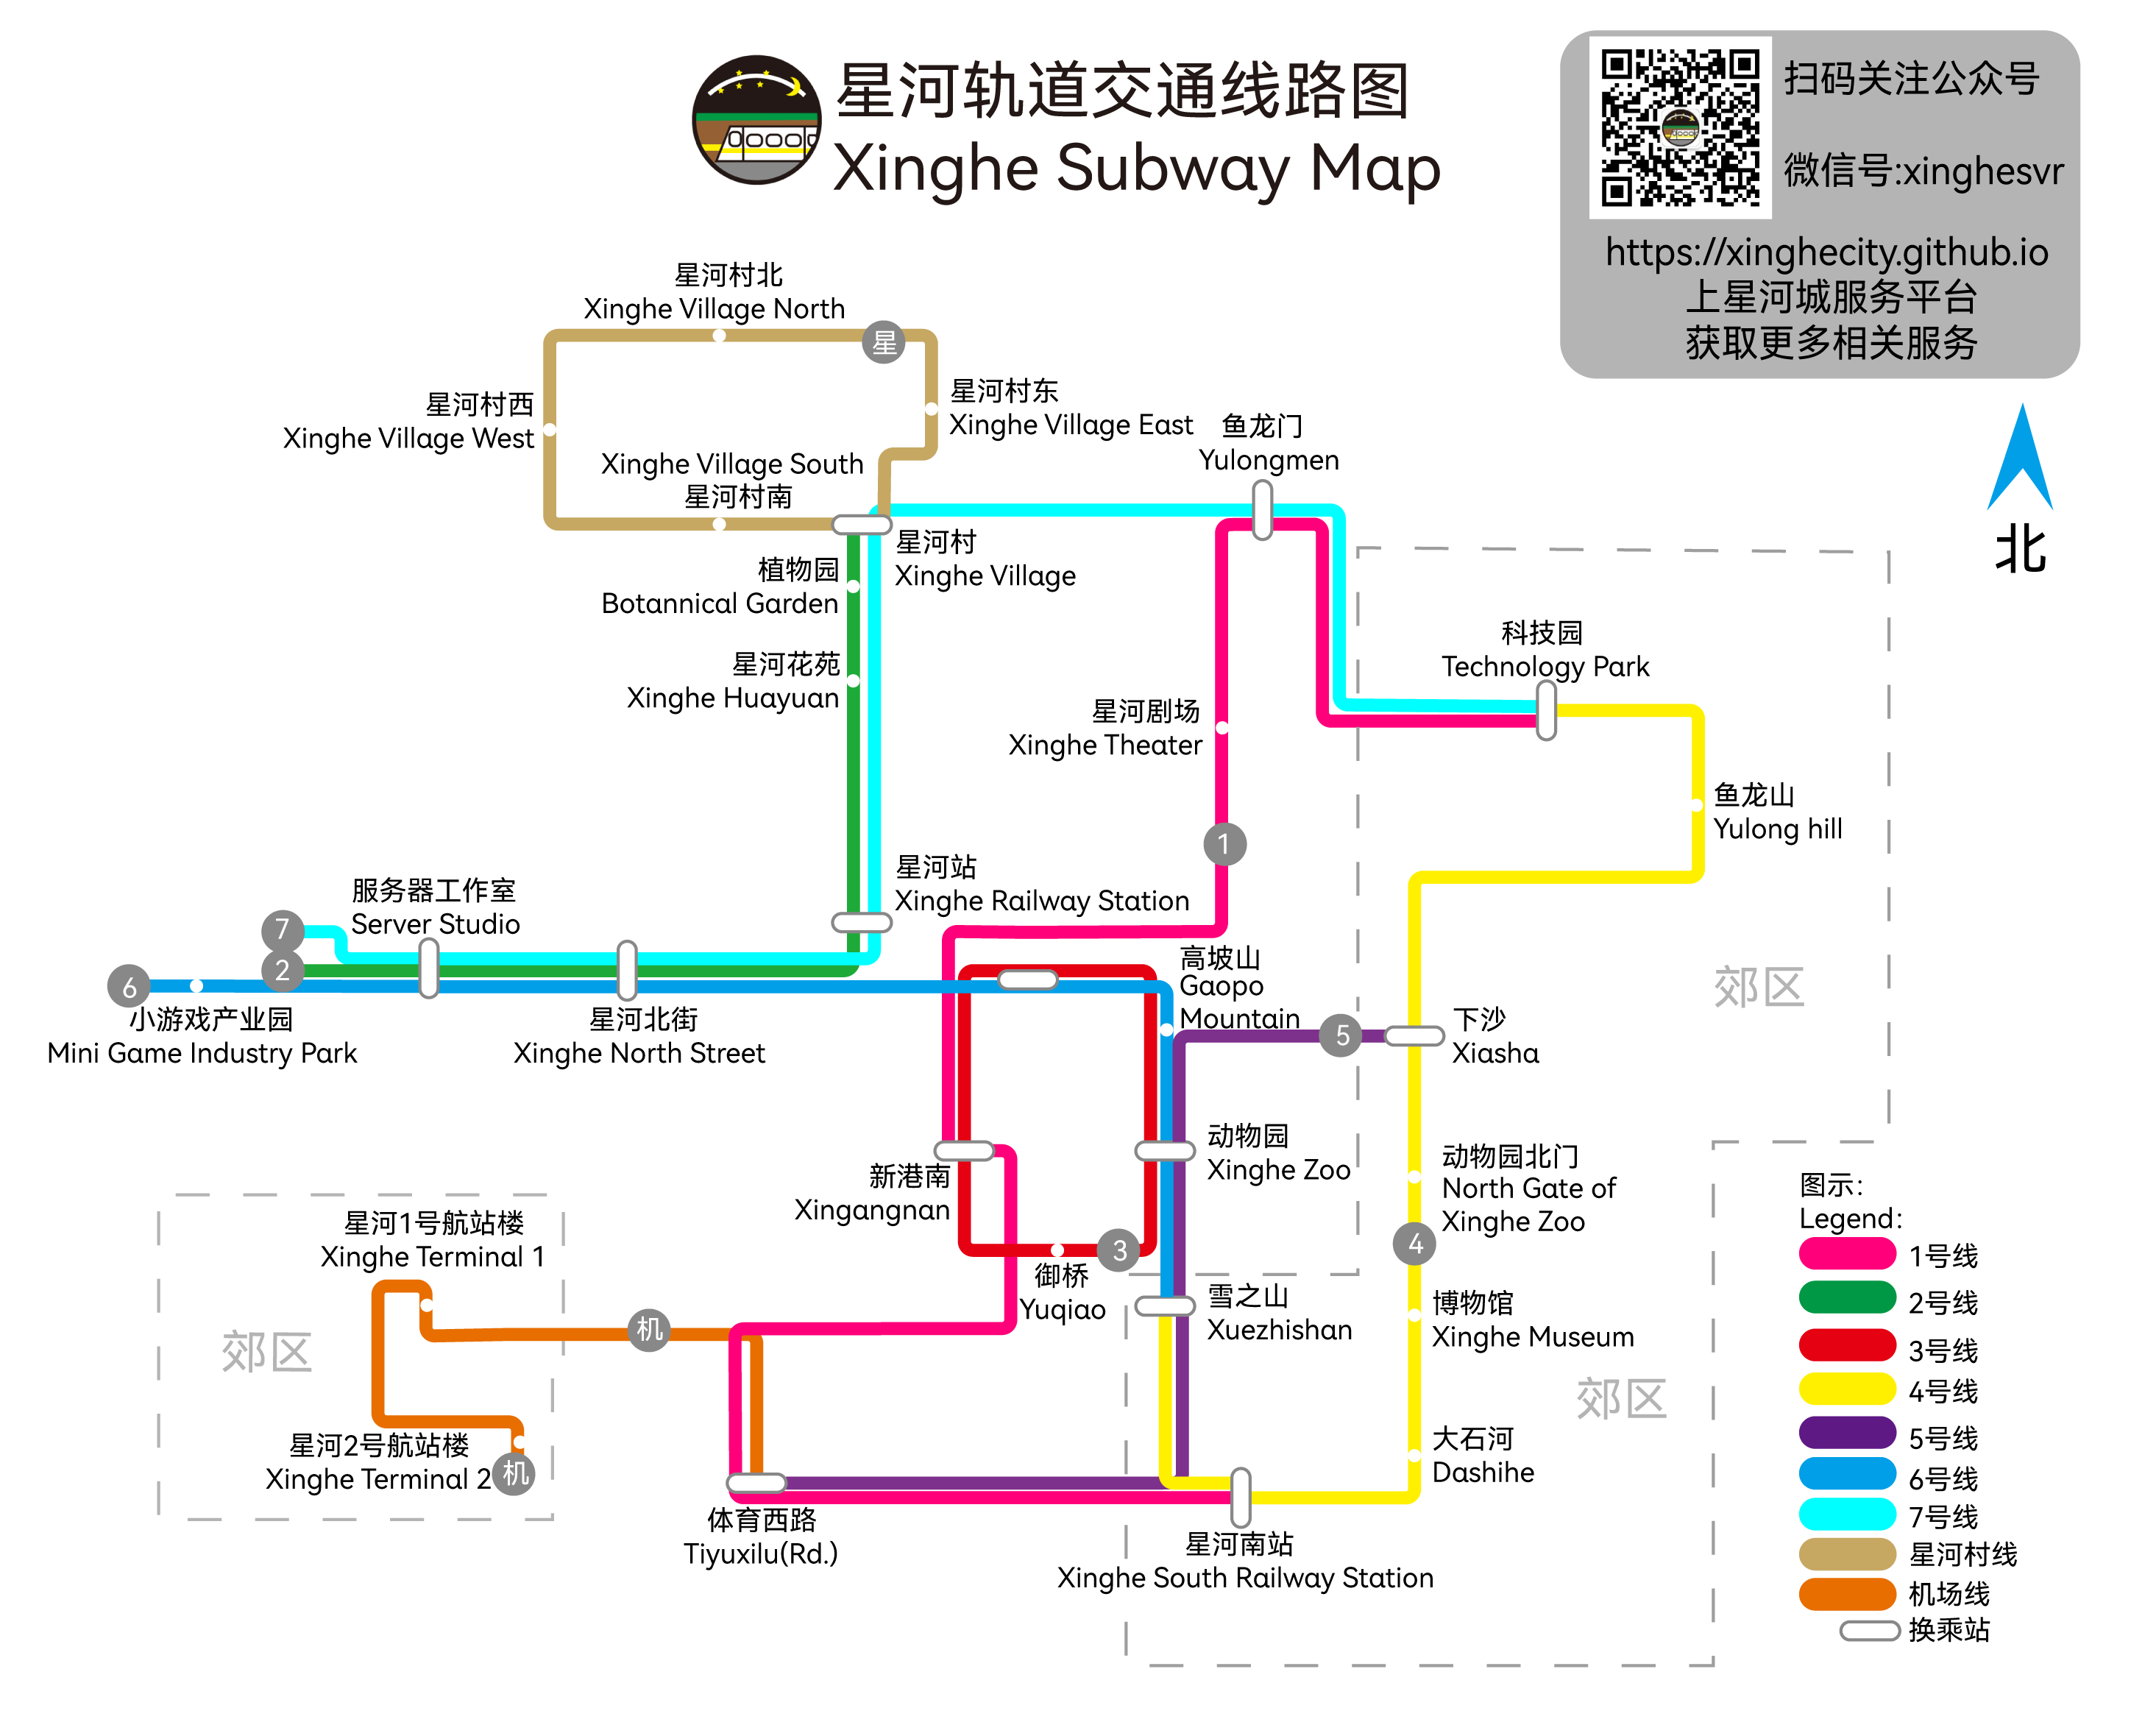 星河轨道交通线路图
Xinghe Subway Map
扫码关注公众号
微信号:xinghesvr
https://xinghecity.github.io
上星河城服务平台
获取更多相关服务
北
星河村北
Xinghe Village North
星
星河村西
Xinghe Village West
星河村东
Xinghe Village East
Xinghe Village South
星河村南
鱼龙门
Yulongmen
星河村
Xinghe Village
植物园
Botannical Garden
星河花苑
Xinghe Huayuan
科技园
Technology Park
星河剧场
Xinghe Theater
鱼龙山
Yulong hill
1
星河站
Xinghe Railway Station
服务器工作室
Server Studio
7
2
6
小游戏产业园
Mini Game Industry Park
星河北街
Xinghe North Street
高坡山
Gaopo
Mountain
5
下沙
Xiasha
郊区
新港南
Xingangnan
动物园
Xinghe Zoo
动物园北门
North Gate of
Xinghe Zoo
3
4
御桥
Yuqiao
雪之山
Xuezhishan
博物馆
Xinghe Museum
星河1号航站楼
Xinghe Terminal 1
郊区
机
星河2号航站楼
Xinghe Terminal 2
机
郊区
大石河
Dashihe
体育西路
Tiyuxilu(Rd.)
星河南站
Xinghe South Railway Station
图示:
Legend:
1号线
2号线
3号线
4号线
5号线
6号线
7号线
星河村线
机场线
换乘站